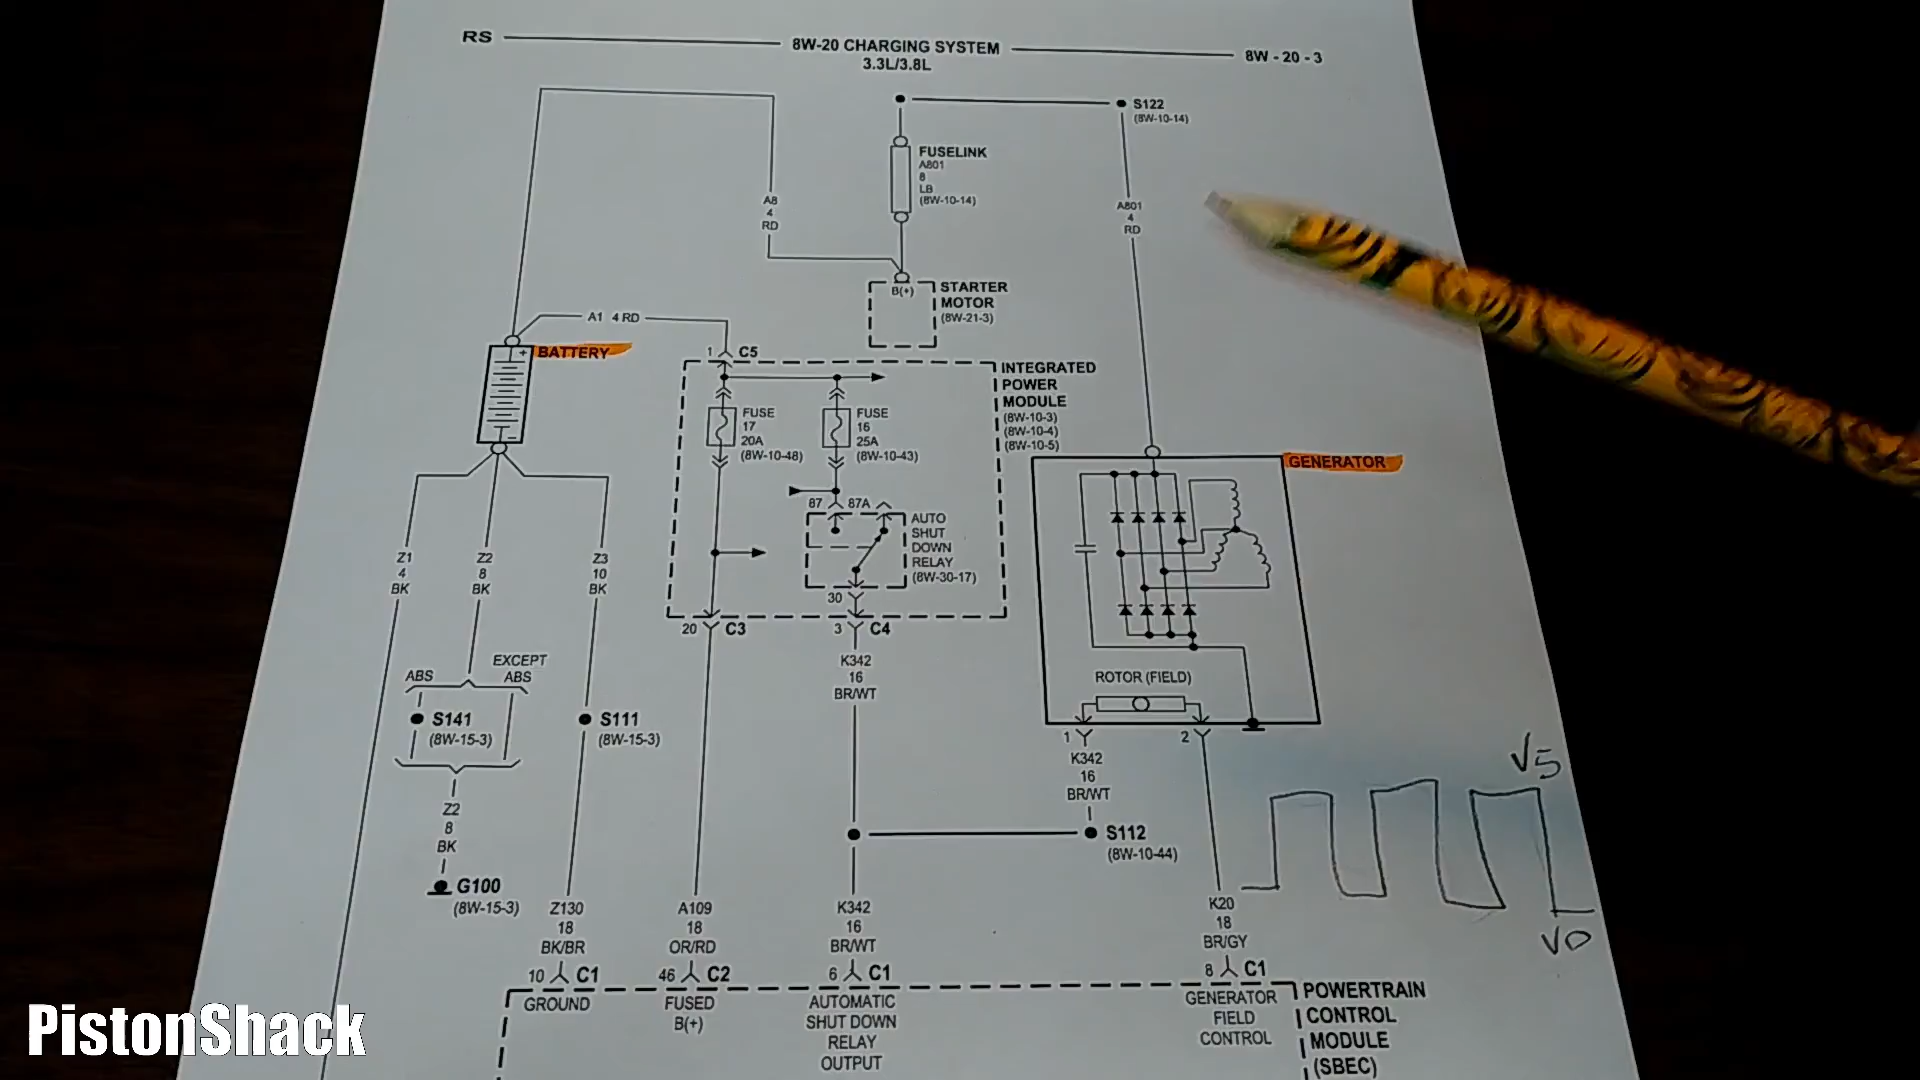 RS
8W-20 CHARGING SYSTEM
3.3L/3.8L
8W - 20 - 3
S122
(8W-10-14)
FUSELINK
A801
8
LB
(8W-10-14)
A8
4
RD
A801
4
RD
B(+)
STARTER
MOTOR
(8W-21-3)
A1 4 RD
+ BATTERY
-
1 C5
INTEGRATED
POWER
MODULE
(8W-10-3)
(8W-10-4)
(8W-10-5)
FUSE
17
20A
(8W-10-48)
FUSE
16
25A
(8W-10-43)
GENERATOR
87 87A
AUTO
SHUT
DOWN
RELAY
(8W-30-17)
30
Z1
4
BK
Z2
8
BK
Z3
10
BK
20 C3
3 C4
K342
16
BR/WT
ROTOR (FIELD)
1 2
K342
16
BR/WT
ABS
EXCEPT
ABS
S141
(8W-15-3)
S111
(8W-15-3)
Z2
8
BK
G100
(8W-15-3)
S112
(8W-10-44)
V5
V0
Z130
18
BK/BR
A109
18
OR/RD
K342
16
BR/WT
K20
18
BR/GY
10 C1
46 C2
6 C1
8 C1
GROUND
FUSED
B(+)
AUTOMATIC
SHUT DOWN
RELAY
OUTPUT
GENERATOR
FIELD
CONTROL
POWERTRAIN
CONTROL
MODULE
(SBEC)
PistonShack